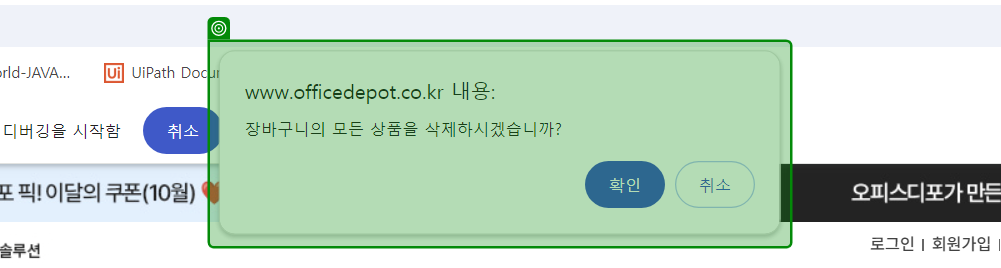 orld-JAVA...
Ui UiPath Docu
디버깅을 시작함 취소
www.officedepot.co.kr 내용:
장바구니의 모든 상품을 삭제하시겠습니까?
확인 취소
포 픽! 이달의 쿠폰(10월)
오피스디포가 만든
솔루션
로그인 | 회원가입 |